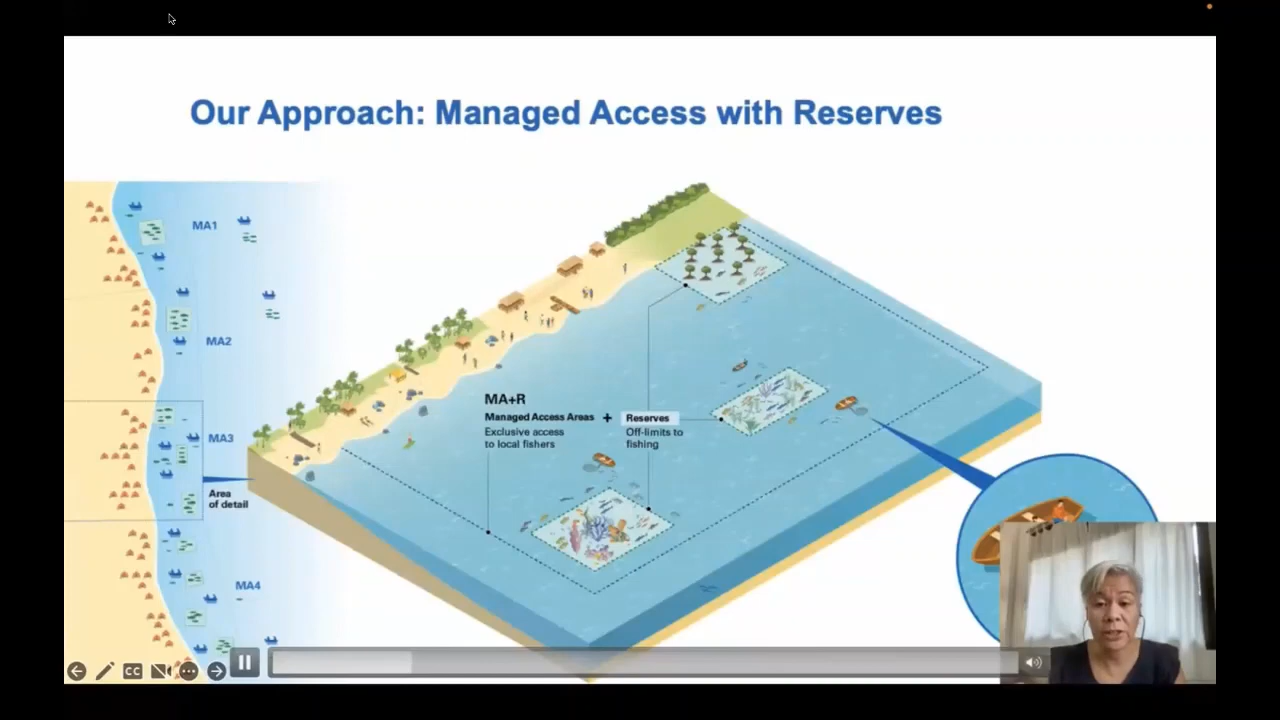 Our Approach: Managed Access with Reserves
MA1
MA2
MA3
Area
of detail
MA4
MA+R
Managed Access Areas
Exclusive access
to local fishers
+
Reserves
Off-limits to
fishing
CC